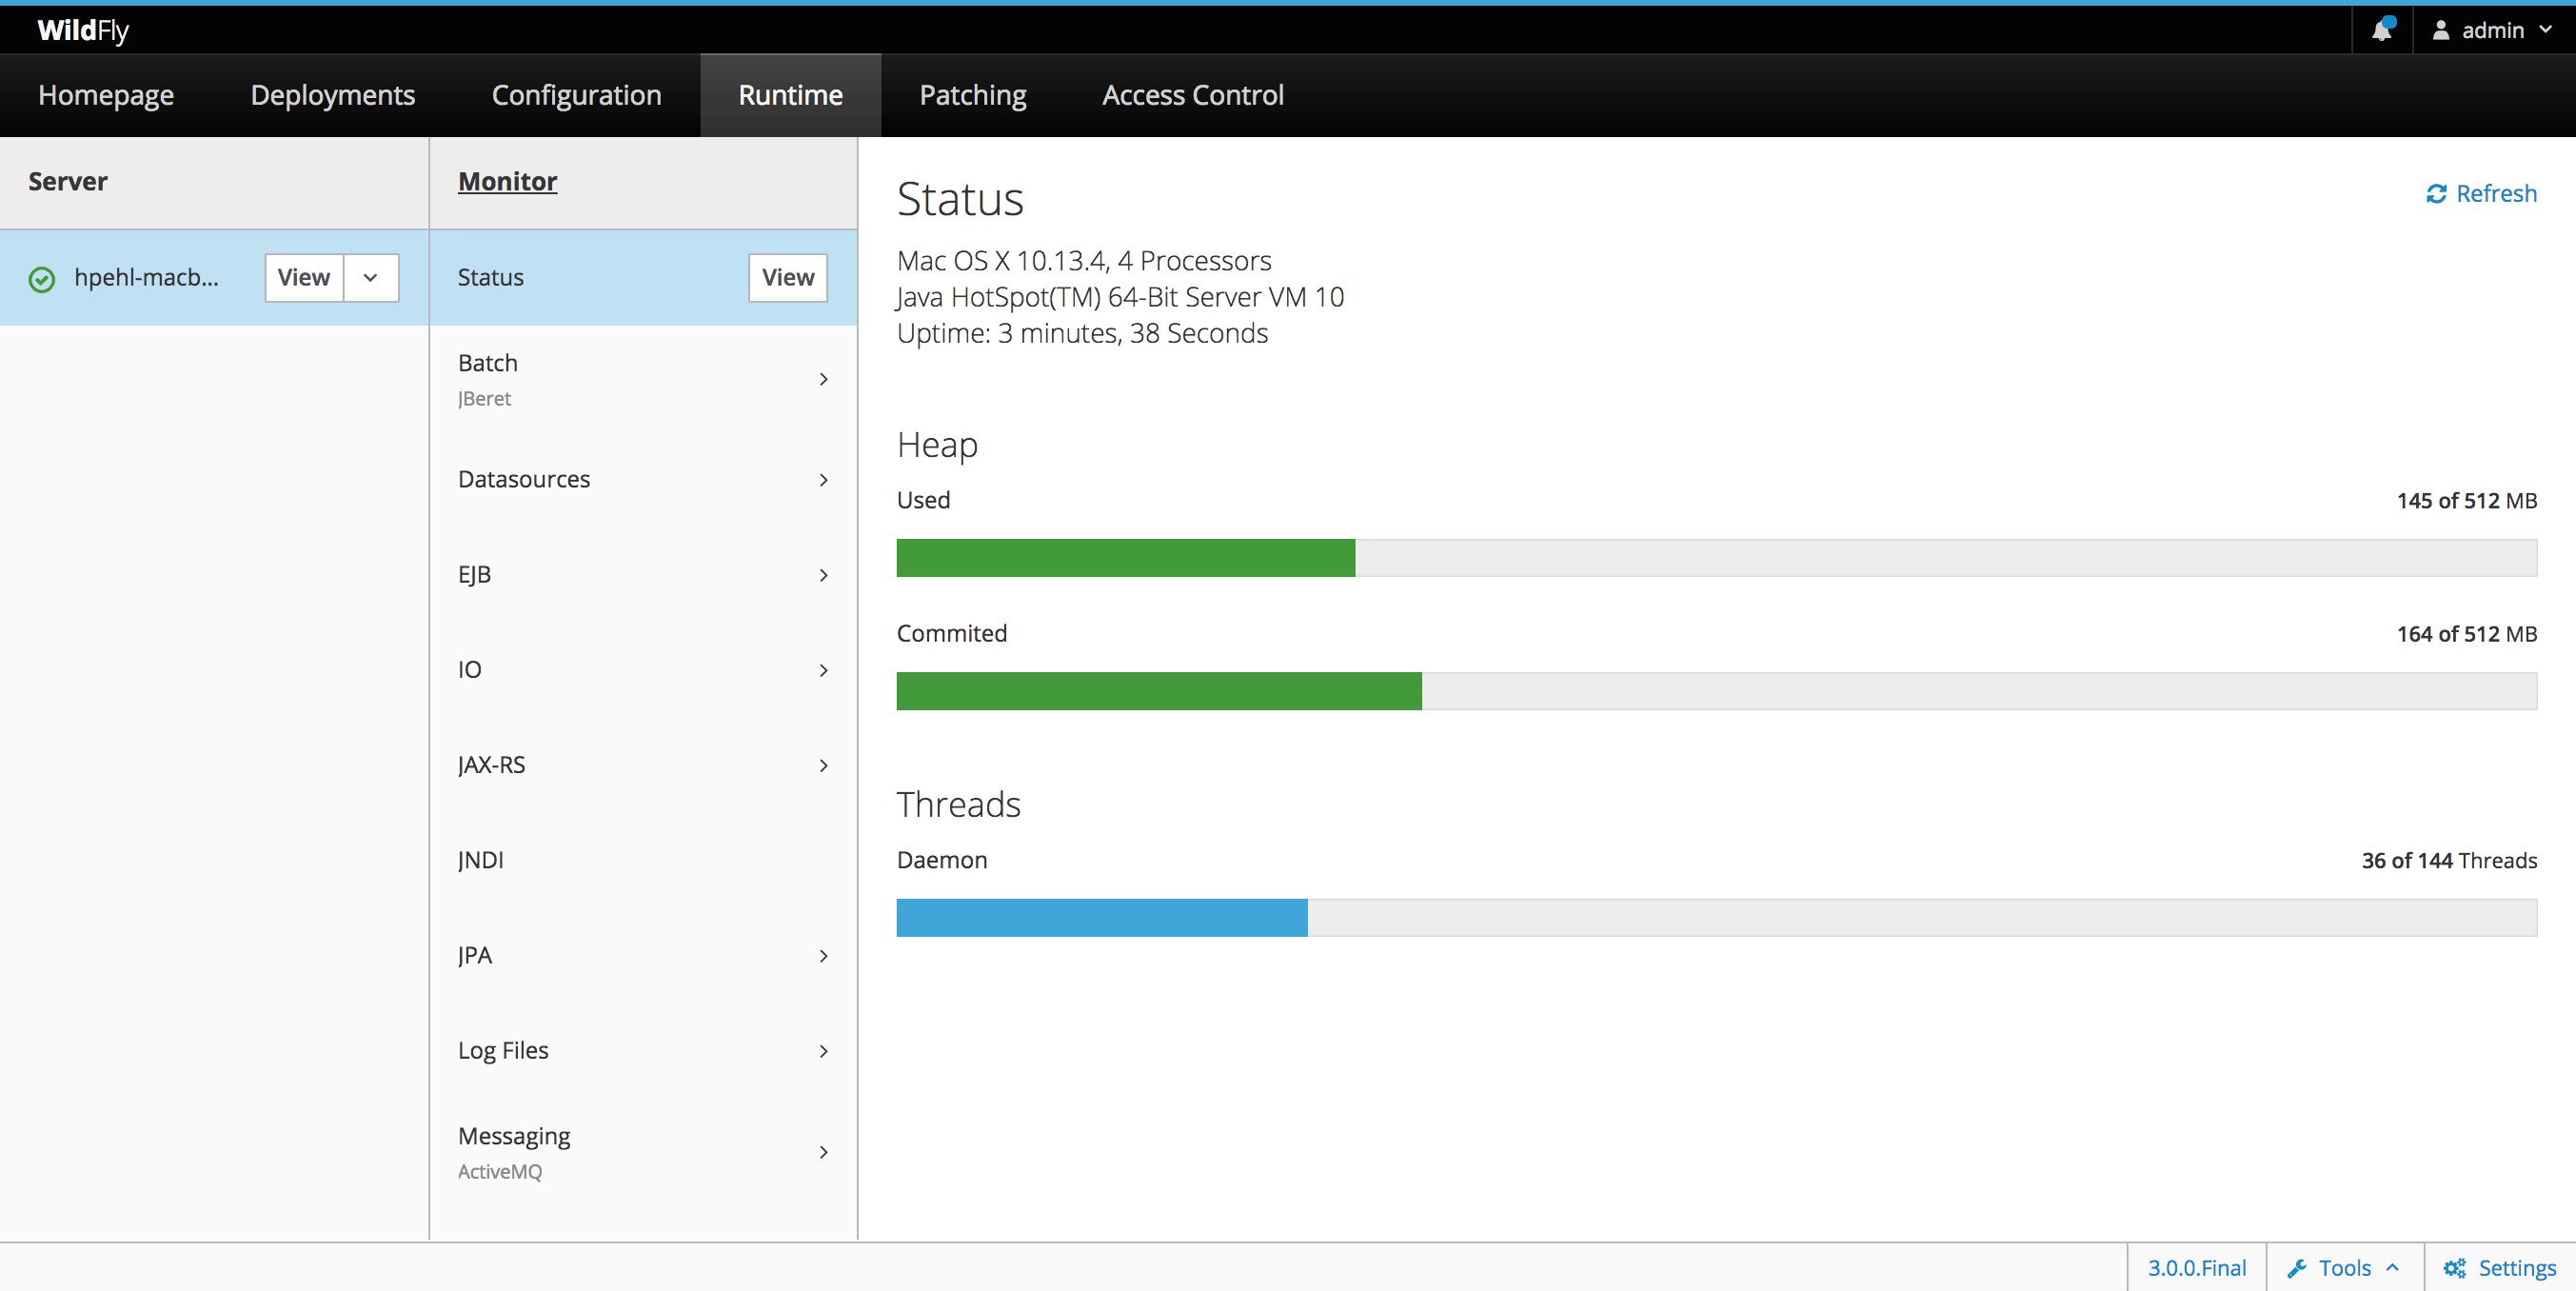 WildFly
admin
Homepage Deployments Configuration Runtime Patching Access Control
Server
hpehl-macb... View
Monitor
Status View
Batch
JBeret
Datasources
EJB
IO
JAX-RS
JNDI
JPA
Log Files
Messaging
ActiveMQ
Status
Refresh
Mac OS X 10.13.4, 4 Processors
Java HotSpot(TM) 64-Bit Server VM 10
Uptime: 3 minutes, 38 Seconds
Heap
Used 145 of 512 MB
Commited 164 of 512 MB
Threads
Daemon 36 of 144 Threads
3.0.0.Final Tools Settings